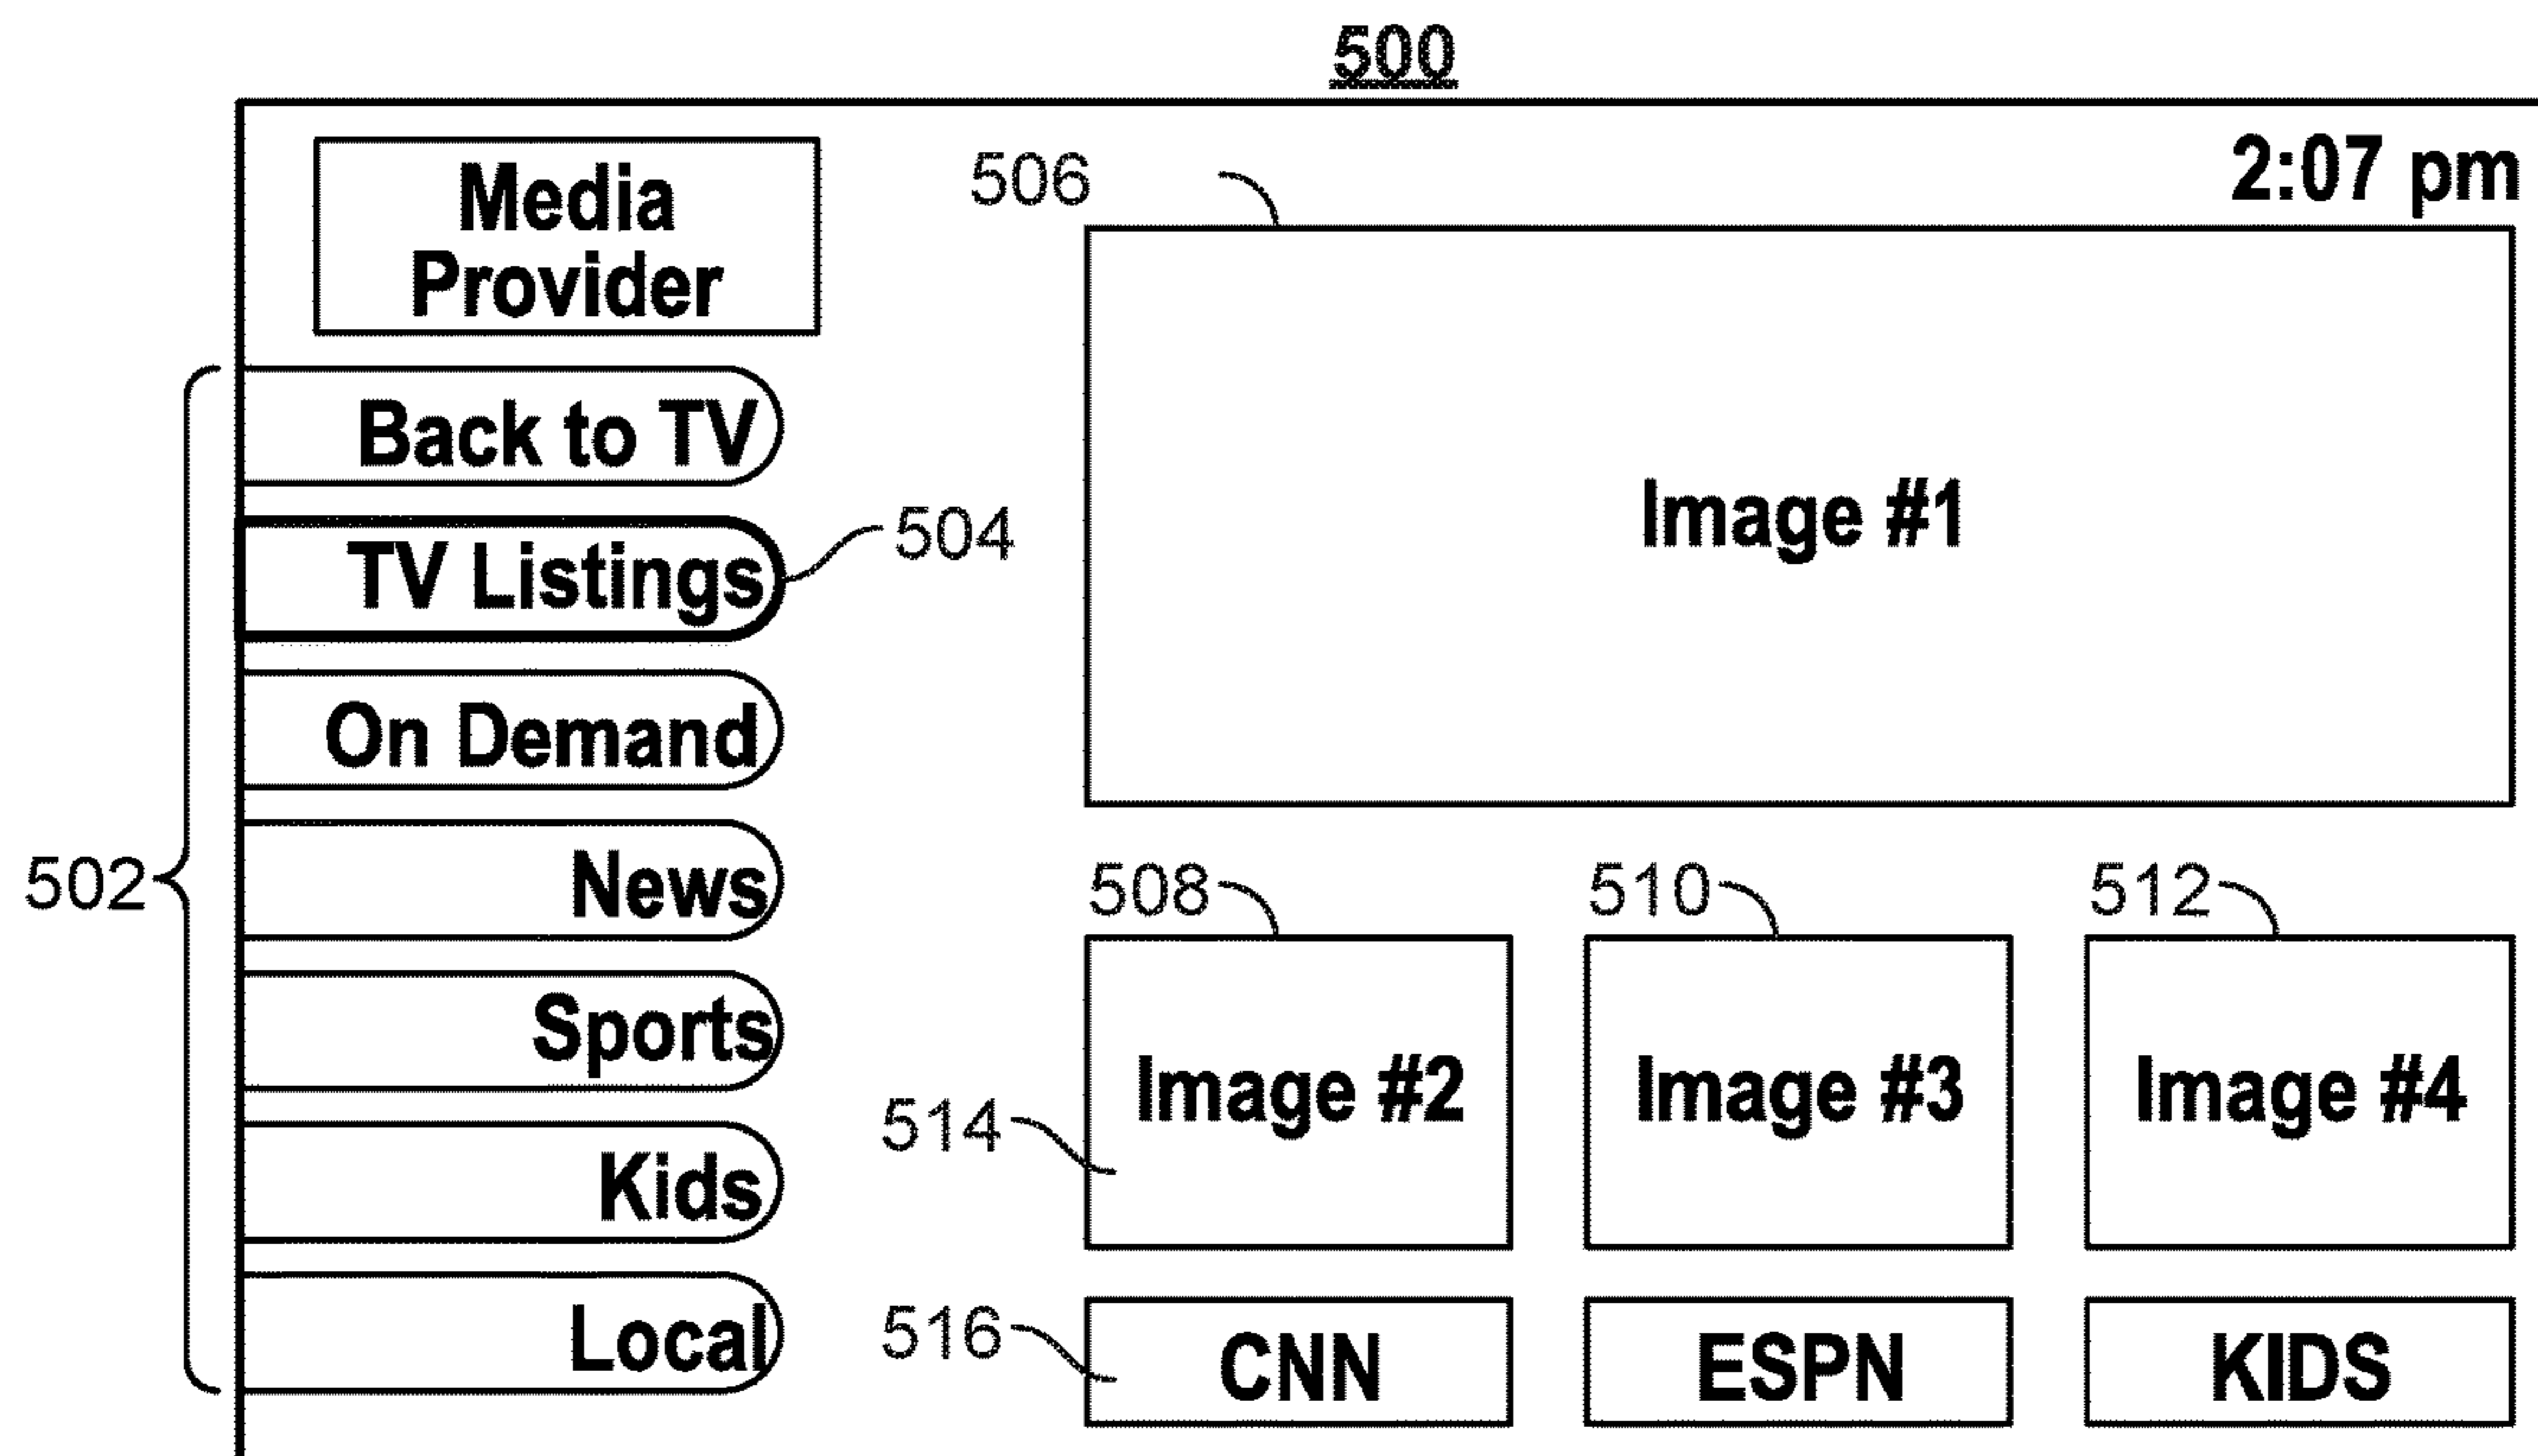 500
2:07 pm
Media
Provider
506
Image #1
Back to TV
TV Listings
504
On Demand
News
Sports
Kids
Local
502
508
510
512
Image #2
Image #3
Image #4
514
516
CNN
ESPN
KIDS